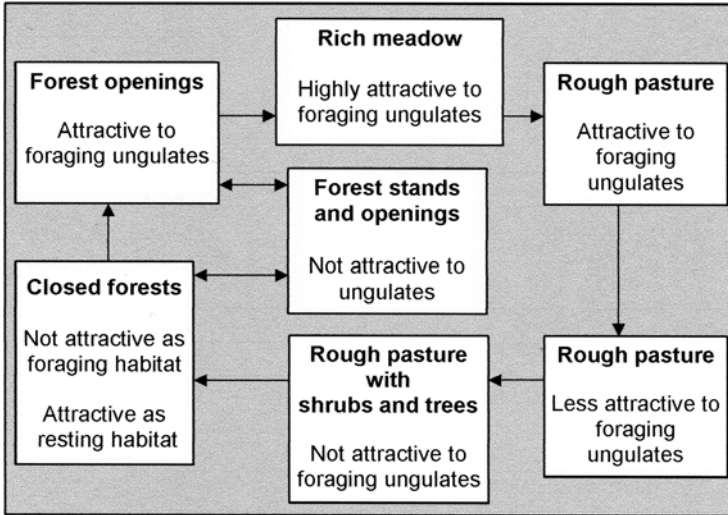 Rich meadow
Highly attractive to
foraging ungulates
Forest openings
Attractive to
foraging ungulates
Rough pasture
Attractive to
foraging
ungulates
Forest stands
and openings
Not attractive to
ungulates
Closed forests
Not attractive as
foraging habitat
Attractive as
resting habitat
Rough pasture
with
shrubs and trees
Not attractive to
foraging ungulates
Rough pasture
Less attractive to
foraging
ungulates